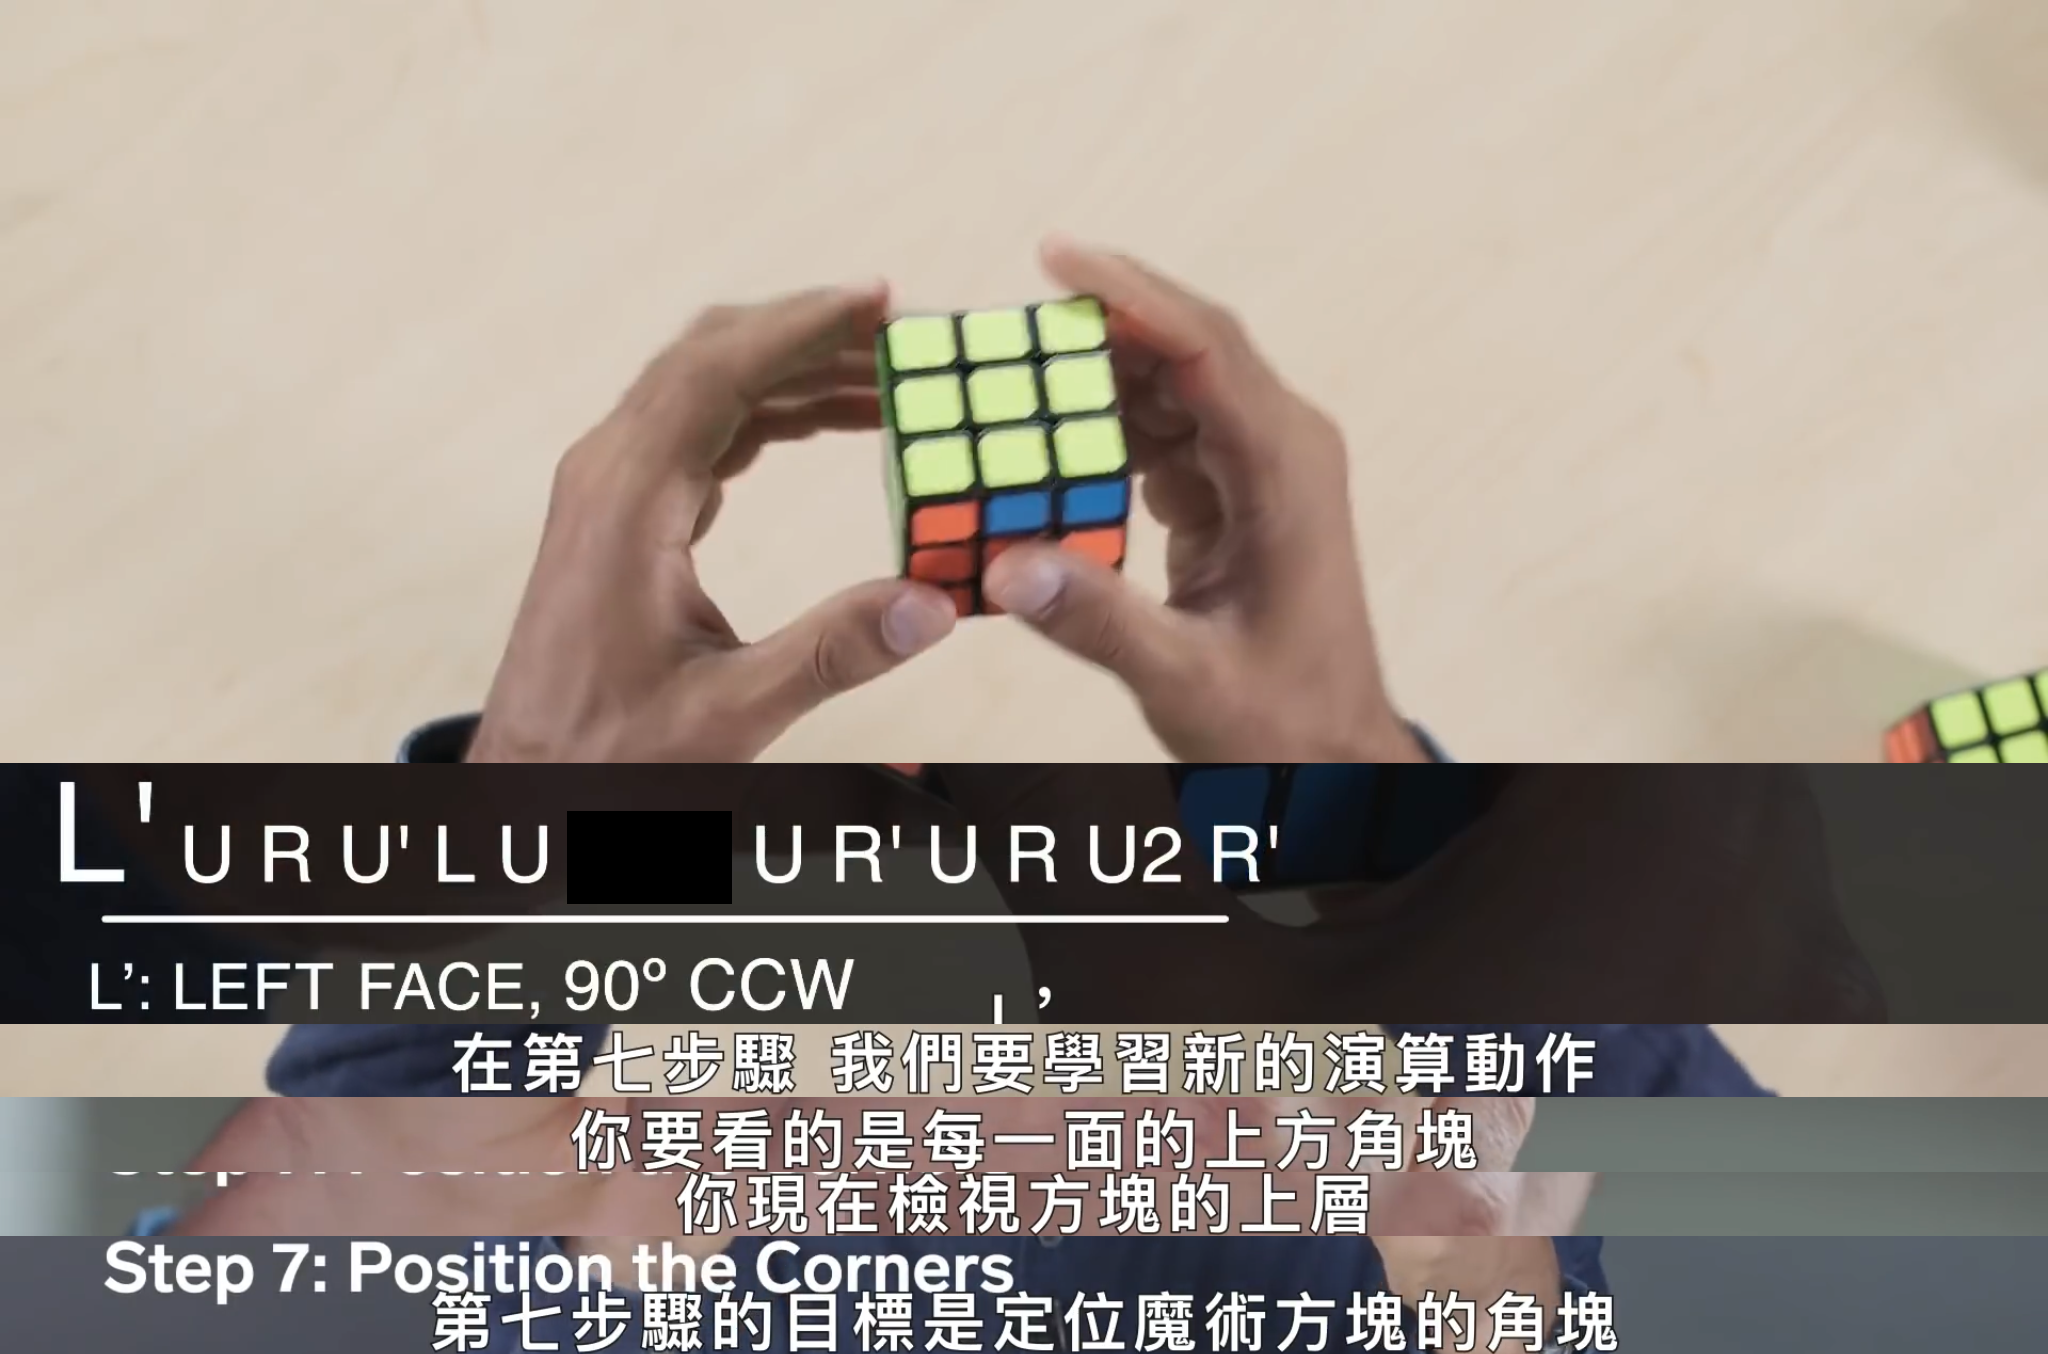 L' U R U' L U U R' U R U2 R'
L’: LEFT FACE, 90º CCW
在第七步驟 我們要學習新的演算動作
你要看的是每一面的上方角塊
你現在檢視方塊的上層
Step 7: Position the Corners
第七步驟的目標是定位魔術方塊的角塊